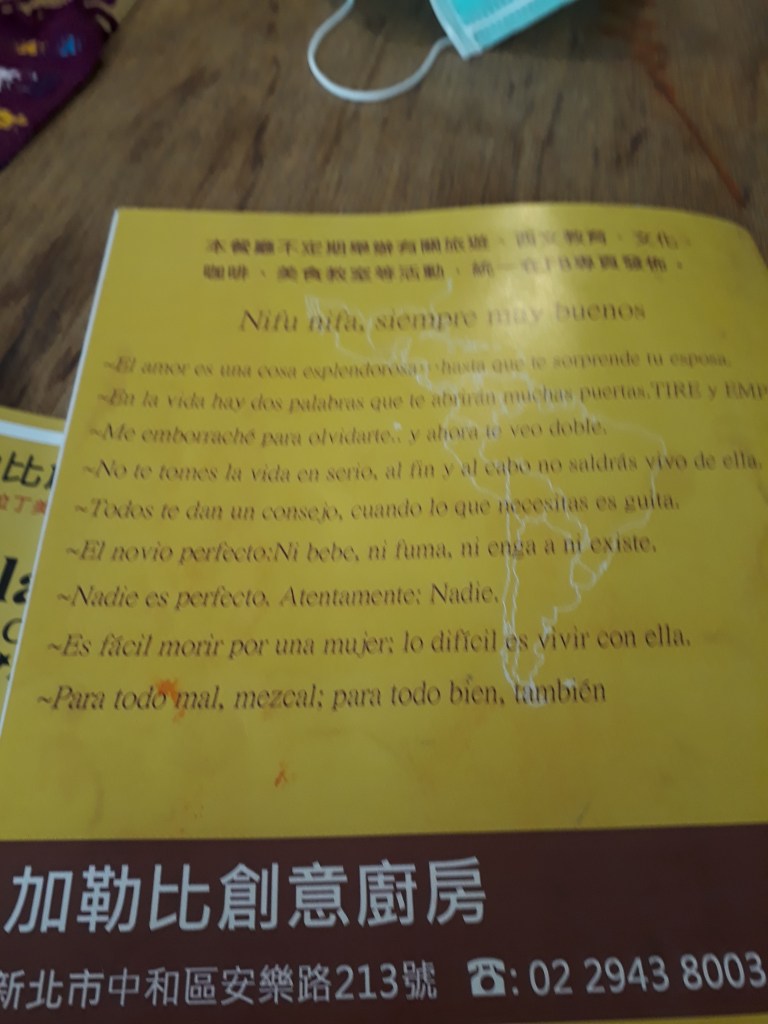 本餐廳不定期舉辦有關旅遊、西文教育、文化、
咖啡、美食教室等活動，統一在FB專頁發佈。
Nifu nifa, siempre muy buenos
~El amor es una cosa esplendorosa...hasta que te sorprende tu esposa.
~En la vida hay dos palabras que te abrirán muchas puertas.TIRE y EMP
~Me emborraché para olvidarte.. y ahora te veo doble.
~No te tomes la vida en serio, al fin y al cabo no saldrás vivo de ella.
~Todos te dan un consejo, cuando lo que necesitas es guita.
~El novio perfecto:Ni bebe, ni fuma, ni enga a ni existe.
~Nadie es perfecto. Atentamente: Nadie.
~Es fácil morir por una mujer; lo difícil es vivir con ella.
~Para todo mal, mezcal; para todo bien, también
加勒比創意廚房
新北市中和區安樂路213號 ☎: 02 2943 8003